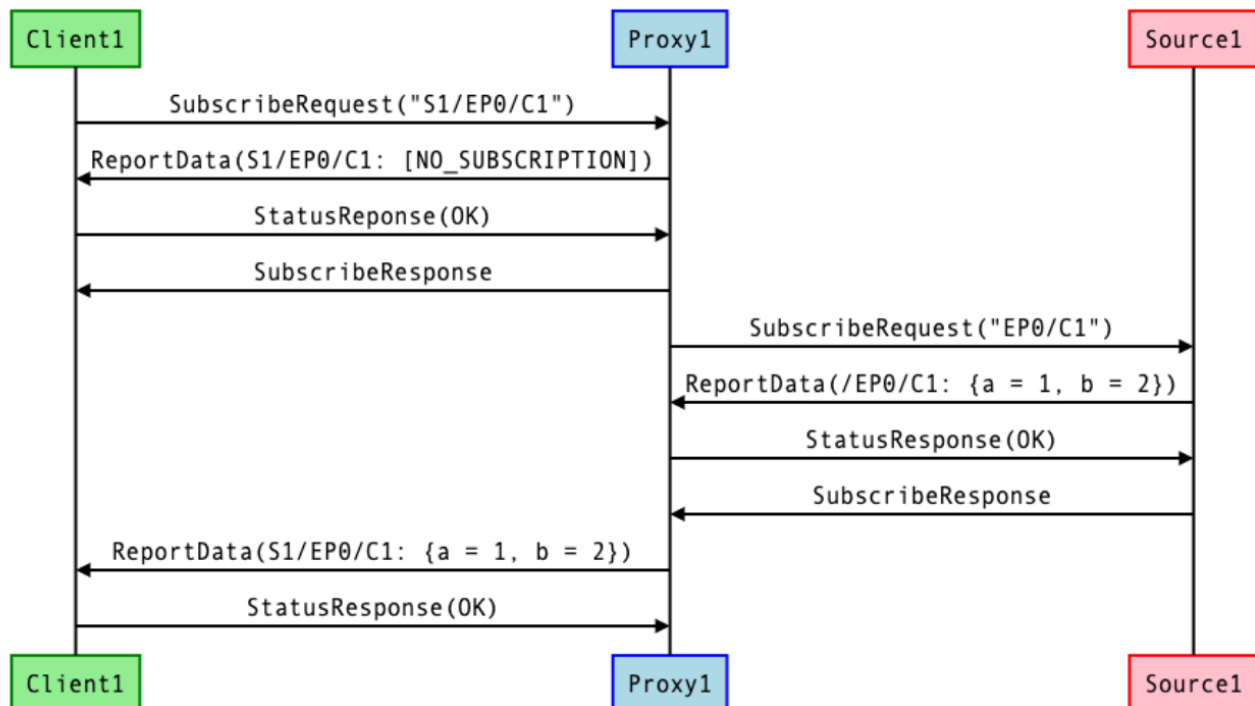 Client1 Proxy1 Source1
SubscribeRequest("S1/EP0/C1")
ReportData(S1/EP0/C1: [NO_SUBSCRIPTION])
StatusReponse(OK)
SubscribeResponse
SubscribeRequest("EP0/C1")
ReportData(/EP0/C1: {a = 1, b = 2})
StatusResponse(OK)
SubscribeResponse
ReportData(S1/EP0/C1: {a = 1, b = 2})
StatusResponse(OK)
Client1 Proxy1 Source1